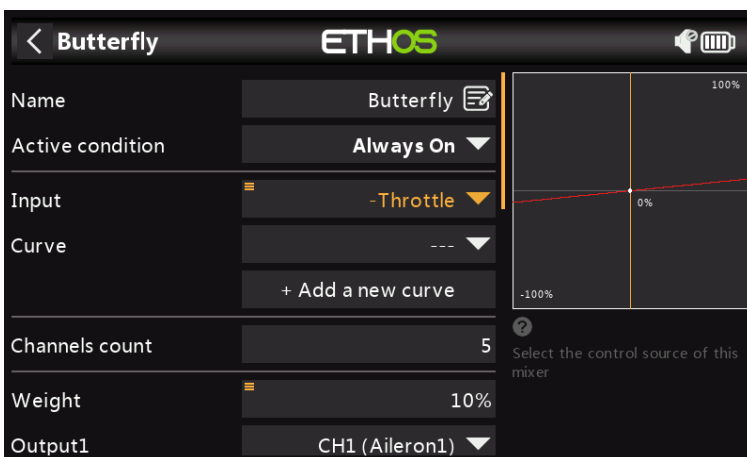 Butterfly
ETHOS
Name
Butterfly
Active condition
Always On
Input
-Throttle
Curve
---
+ Add a new curve
Channels count
5
Weight
10%
Output1
CH1 (Aileron1)
100%
0%
-100%
?
Select the control source of this
mixer